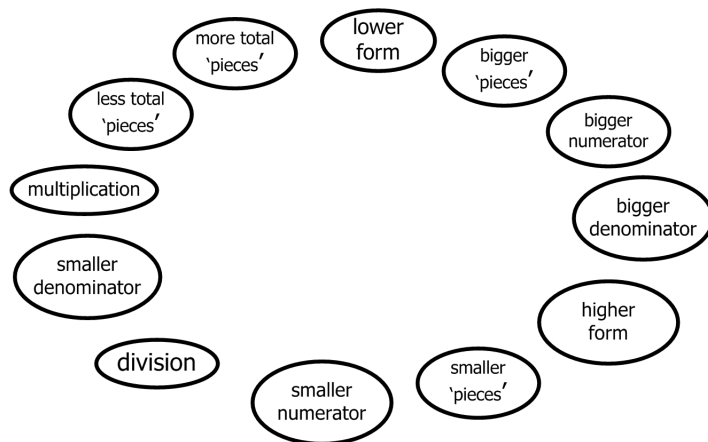 lower
form
bigger
'pieces'
bigger
numerator
bigger
denominator
higher
form
smaller
'pieces'
smaller
numerator
division
smaller
denominator
multiplication
less total
'pieces'
more total
'pieces'